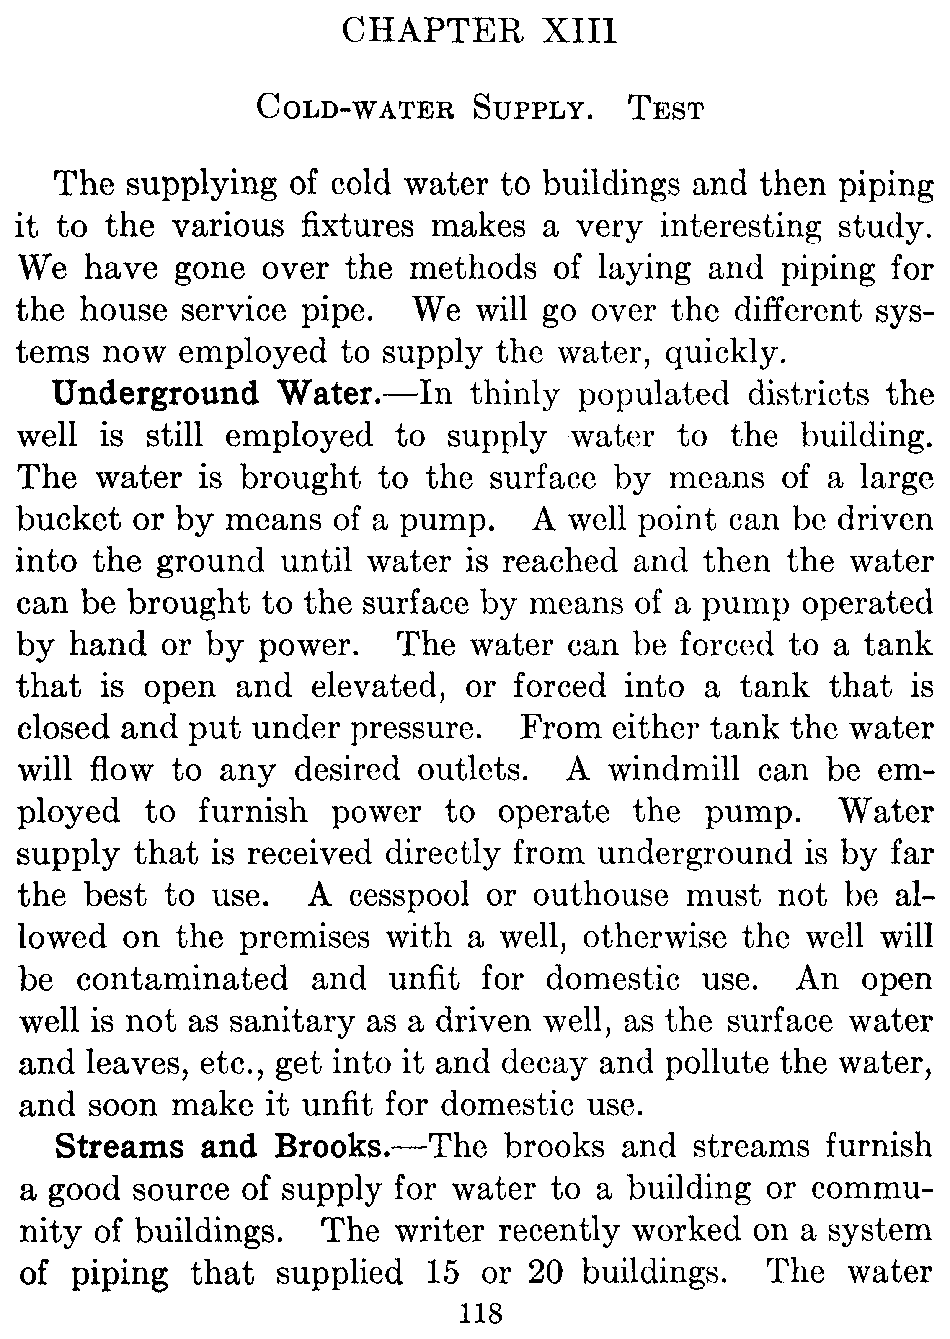 CHAPTER XIII
COLD-WATER SUPPLY. TEST
The supplying of cold water to buildings and then piping
it to the various fixtures makes a very interesting study.
We have gone over the methods of laying and piping for
the house service pipe. We will go over the different sys-
tems now employed to supply the water, quickly.
Underground Water.—In thinly populated districts the
well is still employed to supply water to the building.
The water is brought to the surface by means of a large
bucket or by means of a pump. A well point can be driven
into the ground until water is reached and then the water
can be brought to the surface by means of a pump operated
by hand or by power. The water can be forced to a tank
that is open and elevated, or forced into a tank that is
closed and put under pressure. From either tank the water
will flow to any desired outlets. A windmill can be em-
ployed to furnish power to operate the pump. Water
supply that is received directly from underground is by far
the best to use. A cesspool or outhouse must not be al-
lowed on the premises with a well, otherwise the well will
be contaminated and unfit for domestic use. An open
well is not as sanitary as a driven well, as the surface water
and leaves, etc., get into it and decay and pollute the water,
and soon make it unfit for domestic use.
Streams and Brooks.—The brooks and streams furnish
a good source of supply for water to a building or commu-
nity of buildings. The writer recently worked on a system
of piping that supplied 15 or 20 buildings. The water
118